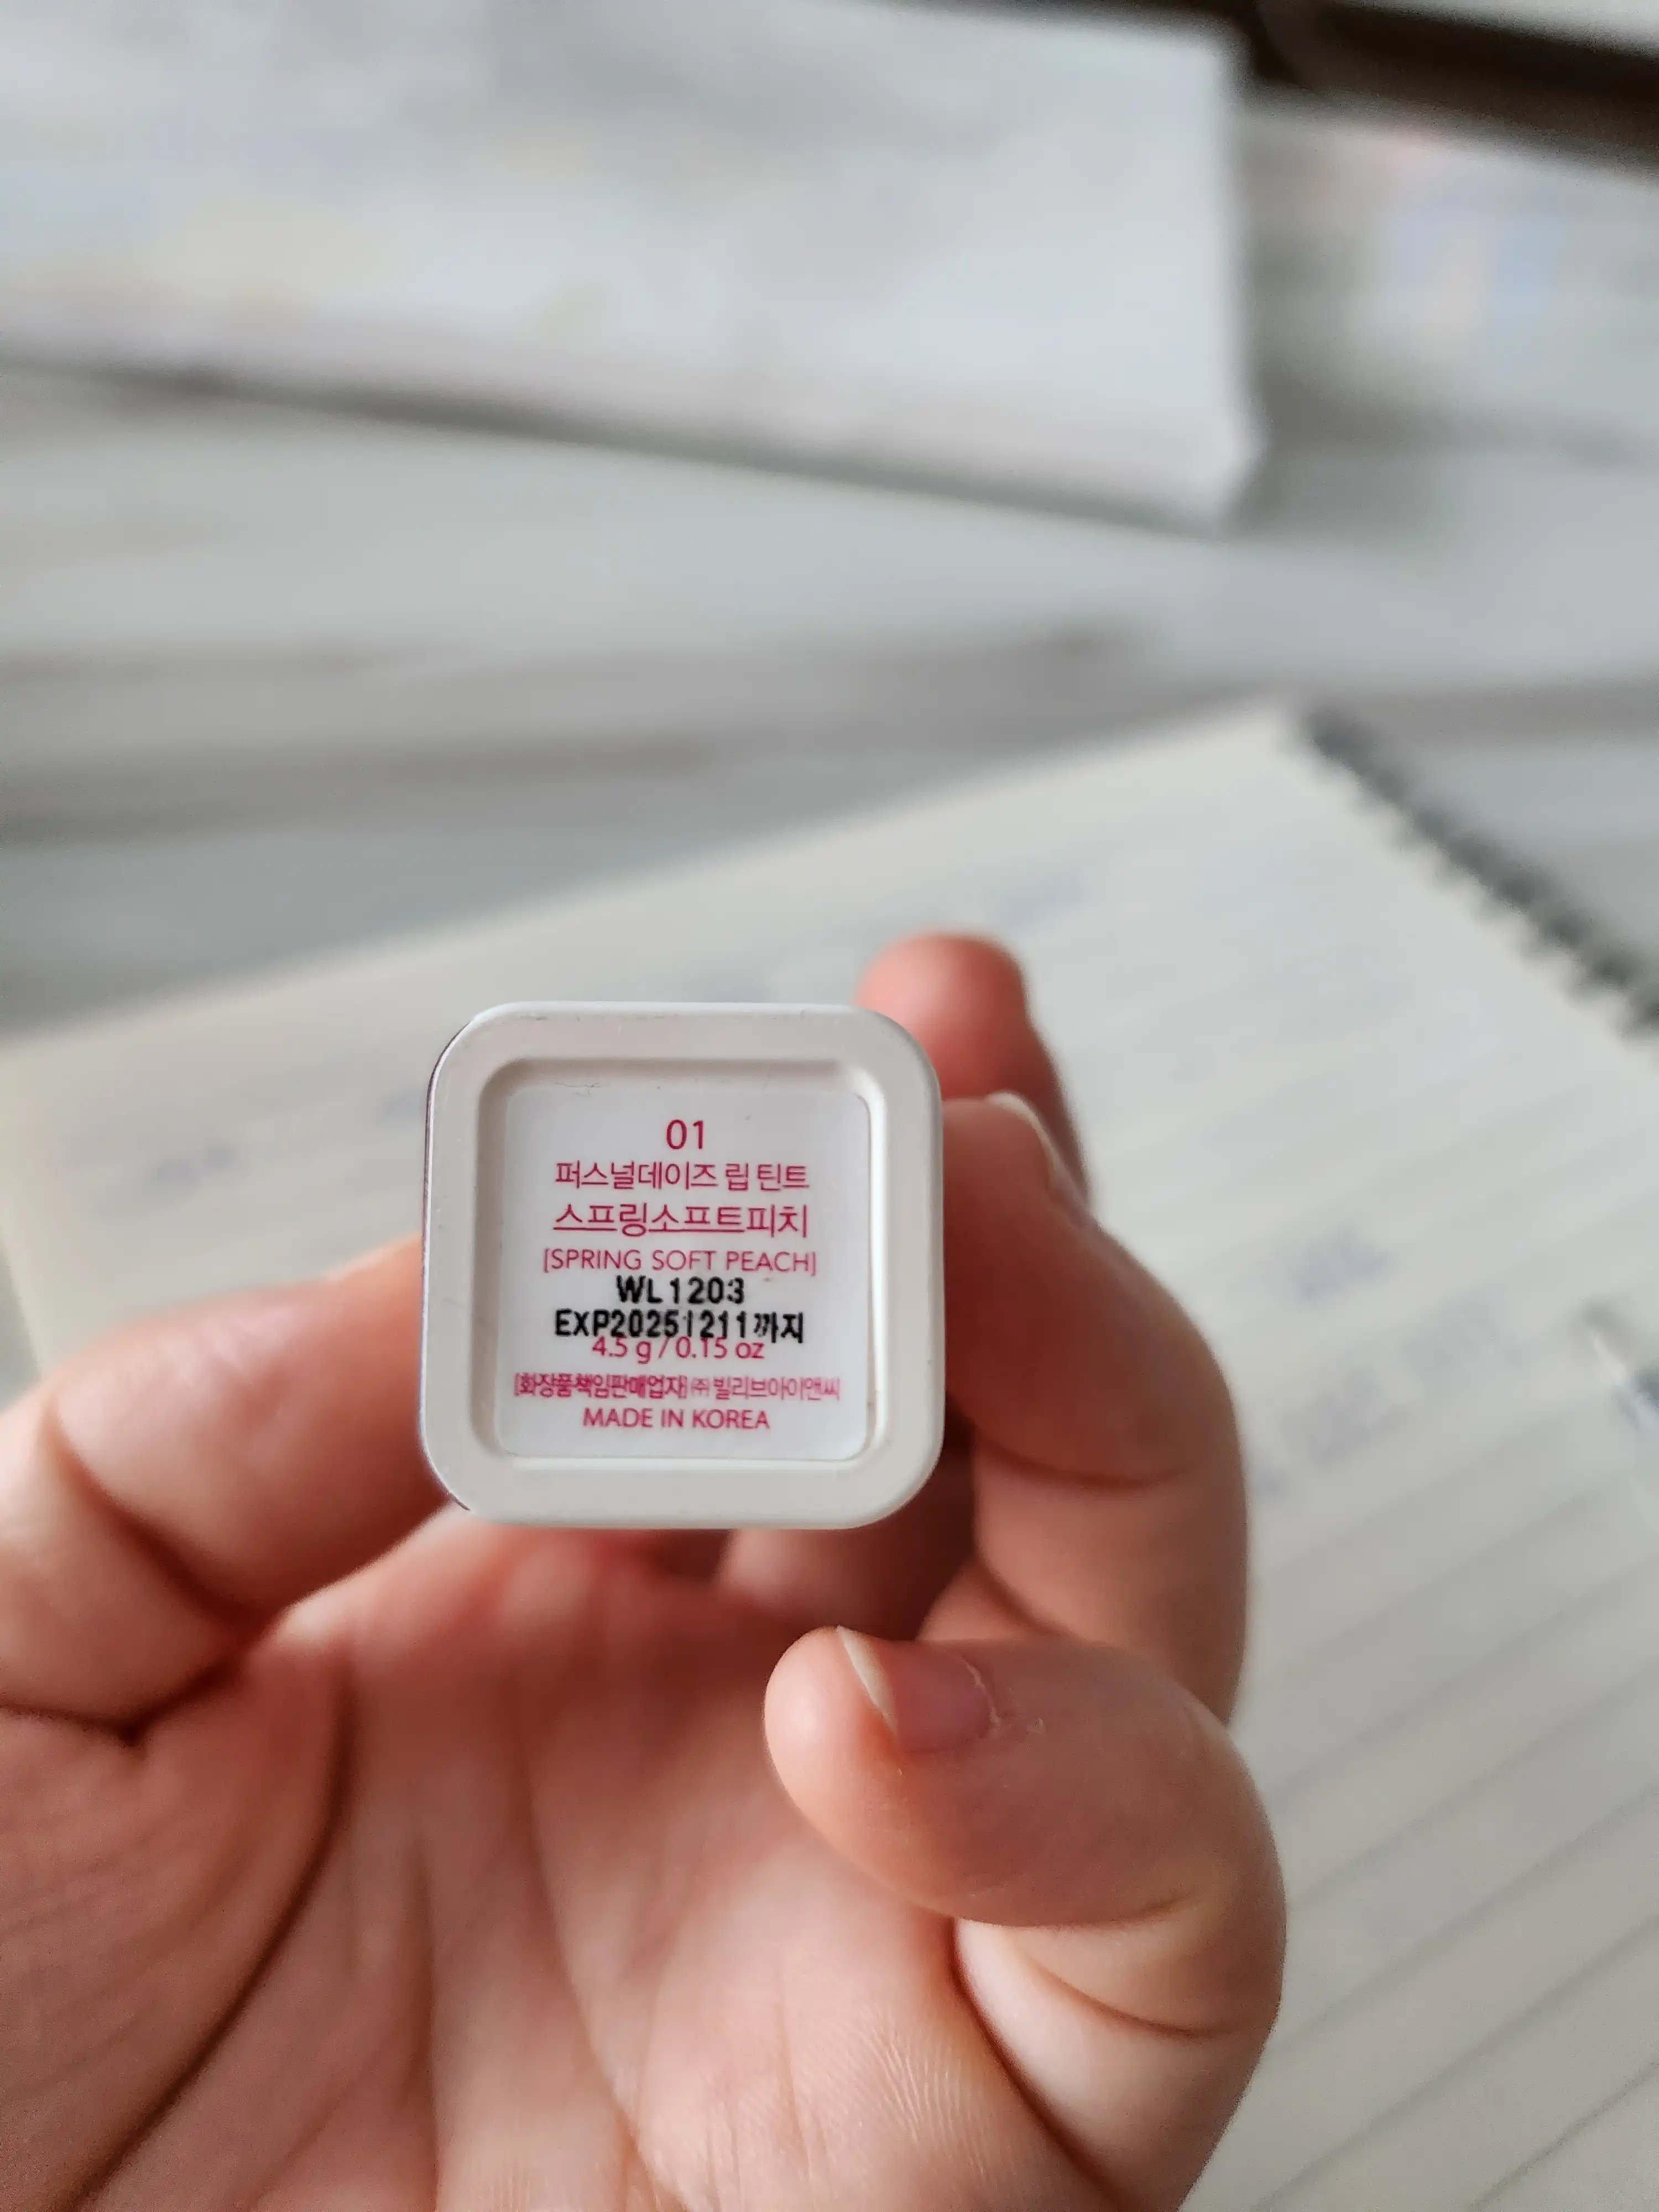 01
퍼스널데이즈 립 틴트
스프링소프트피치
[SPRING SOFT PEACH]
WL1203
EXP20251211까지
4.5 g / 0.15 oz
[화장품책임판매업자] ㈜ 빌리브아이앤씨
MADE IN KOREA